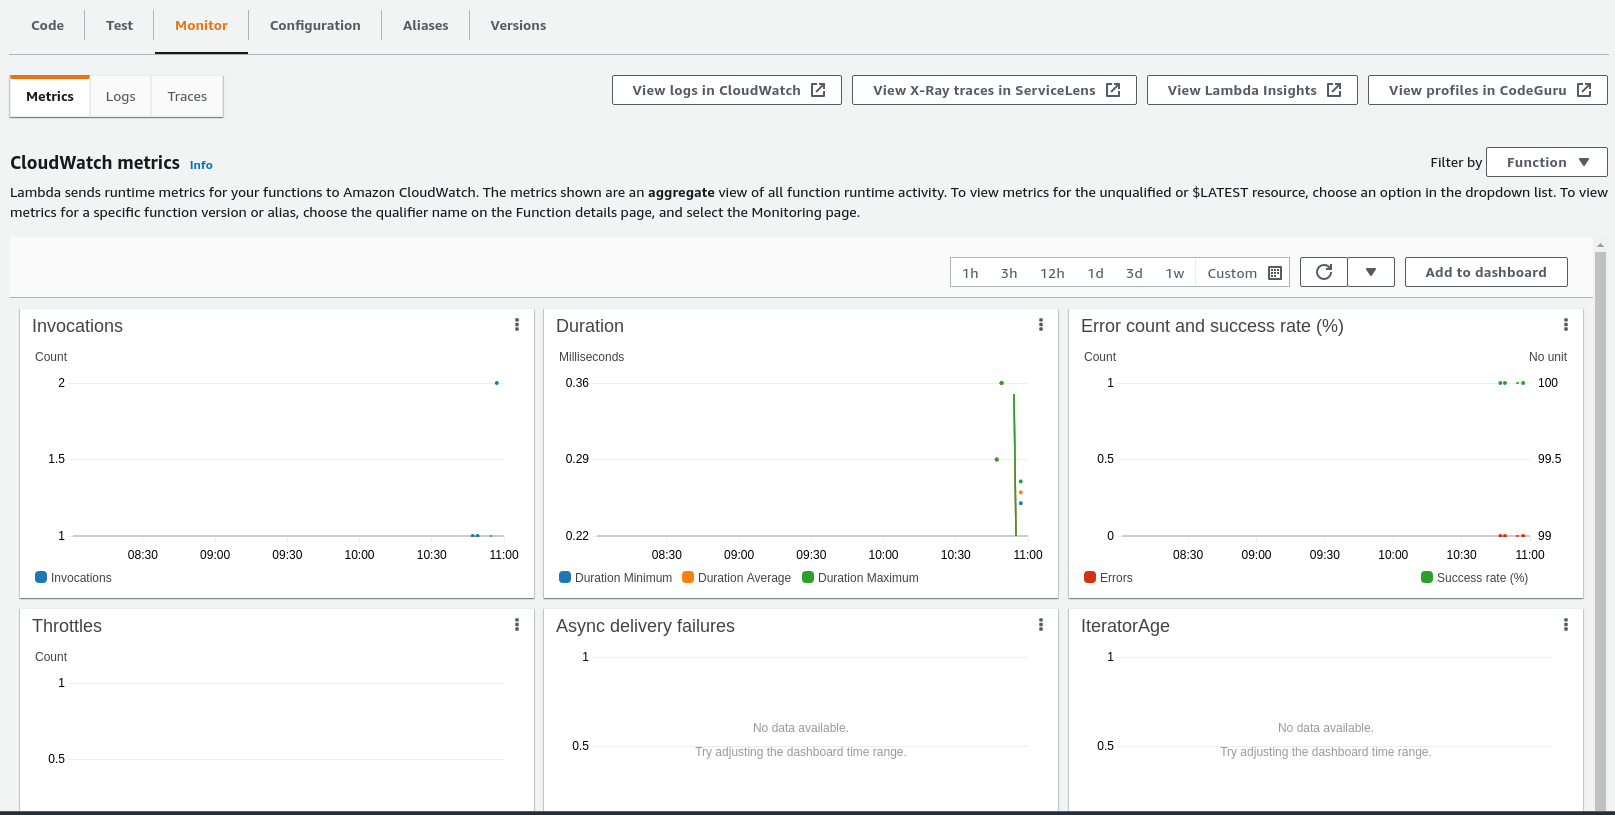 Code Test Monitor Configuration Aliases Versions
Metrics Logs Traces View logs in CloudWatch View X-Ray traces in ServiceLens View Lambda Insights View profiles in CodeGuru
CloudWatch metrics Info Filter by Function
Lambda sends runtime metrics for your functions to Amazon CloudWatch. The metrics shown are an aggregate view of all function runtime activity. To view metrics for the unqualified or $LATEST resource, choose an option in the dropdown list. To view
metrics for a specific function version or alias, choose the qualifier name on the Function details page, and select the Monitoring page.
1h 3h 12h 1d 3d 1w Custom Add to dashboard
Invocations
Count
2
1.5
1
08:30 09:00 09:30 10:00 10:30 11:00
Invocations
Duration
Milliseconds
0.36
0.29
0.22
08:30 09:00 09:30 10:00 10:30 11:00
Duration Minimum Duration Average Duration Maximum
Error count and success rate (%)
Count No unit
1 100
0.5 99.5
0 99
08:30 09:00 09:30 10:00 10:30 11:00
Errors Success rate (%)
Throttles
Count
1
0.5
Async delivery failures
1
No data available.
0.5
Try adjusting the dashboard time range.
IteratorAge
1
No data available.
0.5
Try adjusting the dashboard time range.